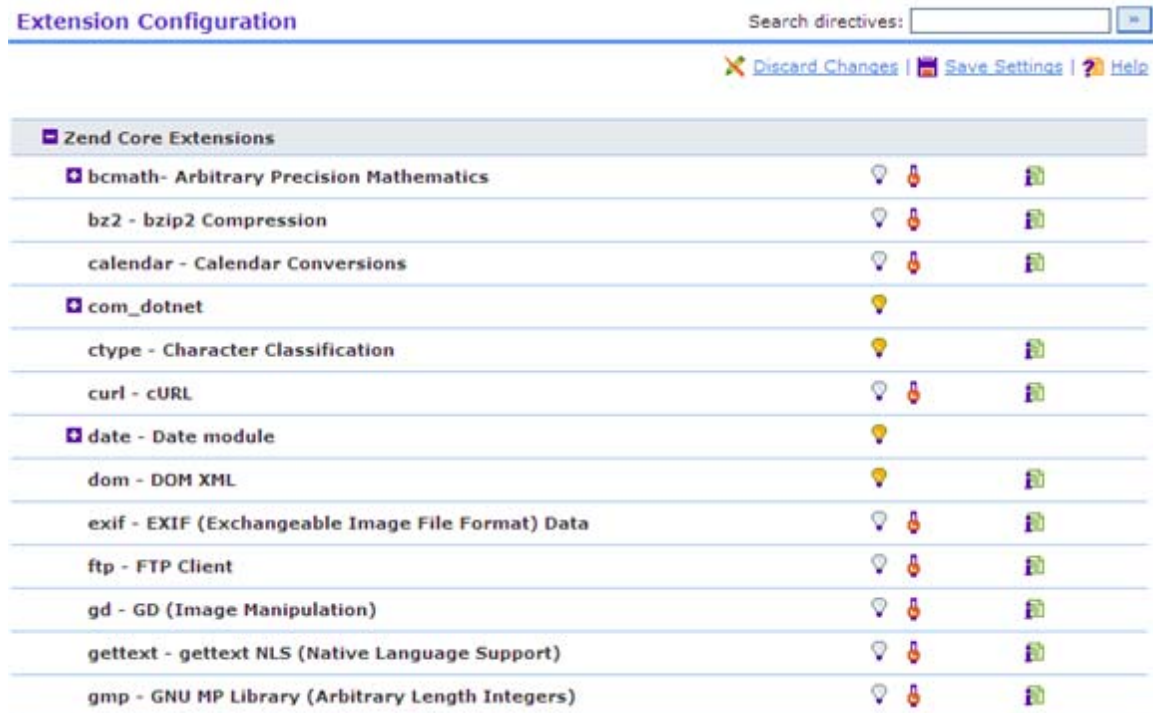 Extension Configuration
Search directives: »
Discard Changes | Save Settings | Help
Zend Core Extensions
bcmath- Arbitrary Precision Mathematics
bz2 - bzip2 Compression
calendar - Calendar Conversions
com_dotnet
ctype - Character Classification
curl - cURL
date - Date module
dom - DOM XML
exif - EXIF (Exchangeable Image File Format) Data
ftp - FTP Client
gd - GD (Image Manipulation)
gettext - gettext NLS (Native Language Support)
gmp - GNU MP Library (Arbitrary Length Integers)